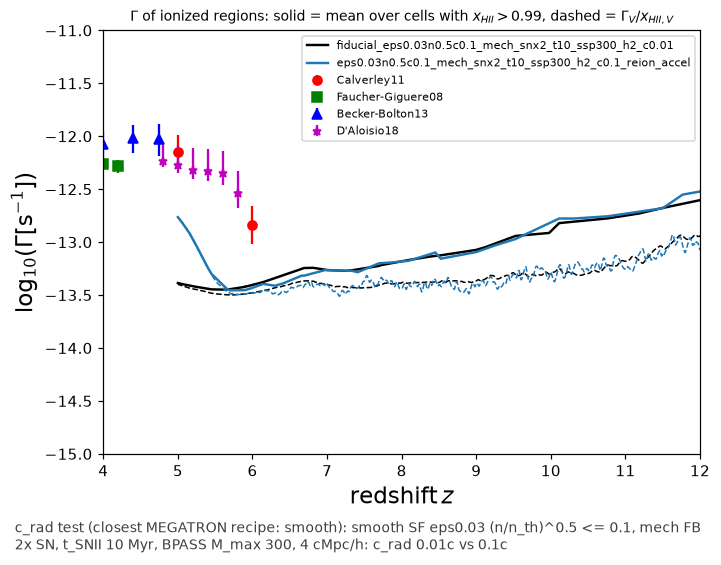 Γ of ionized regions: solid = mean over cells with x_HII > 0.99, dashed = Γ_V/x_HII,V
fiducial_eps0.03n0.5c0.1_mech_snx2_t10_ssp300_h2_c0.01
eps0.03n0.5c0.1_mech_snx2_t10_ssp300_h2_c0.1_reion_accel
Calverley11
Faucher-Giguere08
Becker-Bolton13
D'Aloisio18
log₁₀(Γ[s⁻¹])
−11.0
−11.5
−12.0
−12.5
−13.0
−13.5
−14.0
−14.5
−15.0
4 5 6 7 8 9 10 11 12
redshift z
c_rad test (closest MEGATRON recipe: smooth): smooth SF eps0.03 (n/n_th)^0.5 <= 0.1, mech FB
2x SN, t_SNII 10 Myr, BPASS M_max 300, 4 cMpc/h: c_rad 0.01c vs 0.1c